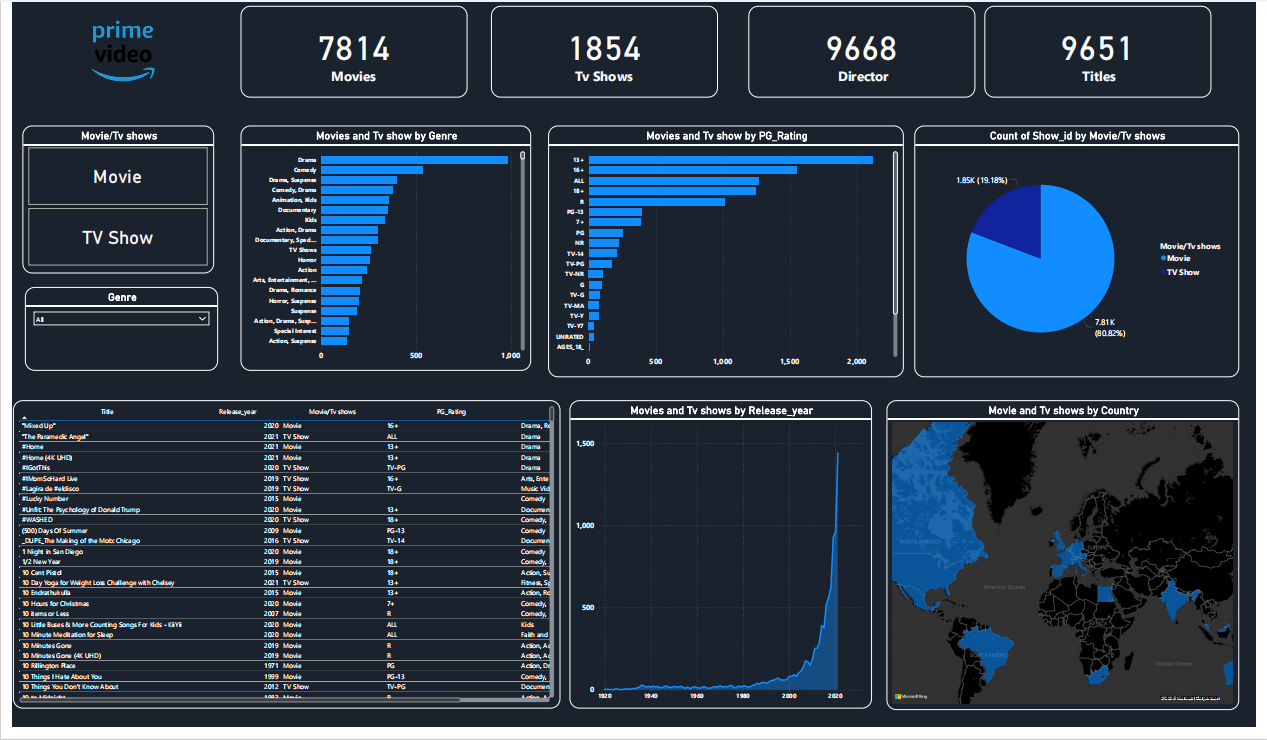 prime
video
7814
Movies
1854
Tv Shows
9668
Director
9651
Titles
Movie/Tv shows
Movie
TV Show
Genre
All
Movies and Tv show by Genre
Drama
Comedy
Drama, Suspense
Comedy, Drama
Animation, Kids
Documentary
Kids
Action, Drama
Documentary, Sped...
TV Shows
Horror
Action
Arts, Entertainment, ...
Drama, Romance
Horror, Suspense
Suspense
Action, Drama, Susp...
Special Interest
Action, Suspense
0 500 1,000
Movies and Tv show by PG_Rating
13+
16+
ALL
18+
R
PG-13
7+
PG
NR
TV-14
TV-PG
TV-NR
G
TV-G
TV-MA
TV-Y
TV-Y7
UNRATED
AGES_18_
0 500 1,000 1,500 2,000
Count of Show_id by Movie/Tv shows
1.85K (19.18%)
7.81K
(80.82%)
Movie/Tv shows
Movie
TV Show
Title Release_year Movie/Tv shows PG_Rating
"Mixed Up" 2020 Movie 16+ Drama, Ro
"The Paramedic Angel" 2021 TV Show ALL Drama
#Home 2021 Movie 13+ Drama
#Home (4K UHD) 2021 Movie 13+ Drama
#IGotThis 2020 TV Show TV-PG Drama
#IMomSoHard Live 2019 TV Show 16+ Arts, Ente
#Lagira de #eldisco 2019 TV Show TV-G Music Vid
#Lucky Number 2015 Movie Comedy
#Unfit: The Psychology of Donald Trump 2020 Movie 13+ Documen
#WASHED 2020 TV Show 18+ Comedy,
(500) Days Of Summer 2009 Movie PG-13 Comedy,
_DUPE_The Making of the Mob: Chicago 2016 TV Show TV-14 Documen
1 Night in San Diego 2020 Movie 18+ Comedy
1/2 New Year 2019 Movie 18+ Comedy
10 Cent Pistol 2015 Movie 18+ Action, Su
10 Day Yoga for Weight Loss Challenge with Chelsey 2021 TV Show 13+ Fitness, Sp
10 Endrathukulla 2015 Movie 13+ Action, Ro
10 Hours for Christmas 2020 Movie 7+ Comedy,
10 items or Less 2007 Movie R Comedy,
10 Little Buses & More Counting Songs For Kids - KiiYii 2020 Movie ALL Kids
10 Minute Meditation for Sleep 2020 Movie ALL Faith and
10 Minutes Gone 2019 Movie R Action, Ac
10 Minutes Gone (4K UHD) 2019 Movie R Action, Ac
10 Rillington Place 1971 Movie PG Action, Dr
10 Things I Hate About You 1999 Movie PG-13 Comedy,
10 Things You Don't Know About 2012 TV Show TV-PG Documen
Movies and Tv shows by Release_year
1,500
1,000
500
0
1920 1940 1960 1980 2000 2020
Movie and Tv shows by Country
NORTH AMERICA
EUROPE
ASIA
Atlantic Ocean
SOUTH AMERICA
Indian Ocean
Microsoft Bing